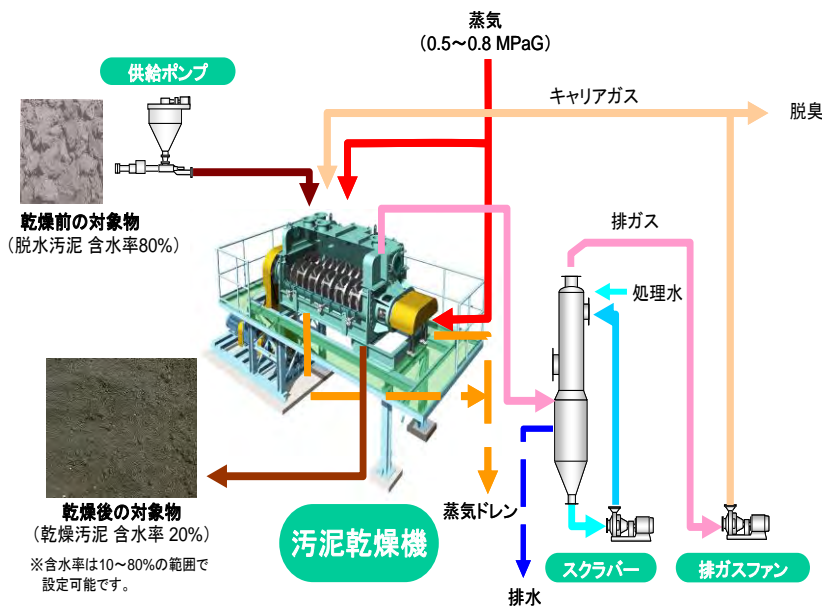 蒸気
(0.5～0.8 MPaG)
供給ポンプ
キャリアガス
脱臭
乾燥前の対象物
（脱水汚泥 含水率80%）
排ガス
処理水
乾燥後の対象物
（乾燥汚泥 含水率 20%）
※含水率は10～80%の範囲で
設定可能です。
蒸気ドレン
汚泥乾燥機
排水
スクラバー
排ガスファン